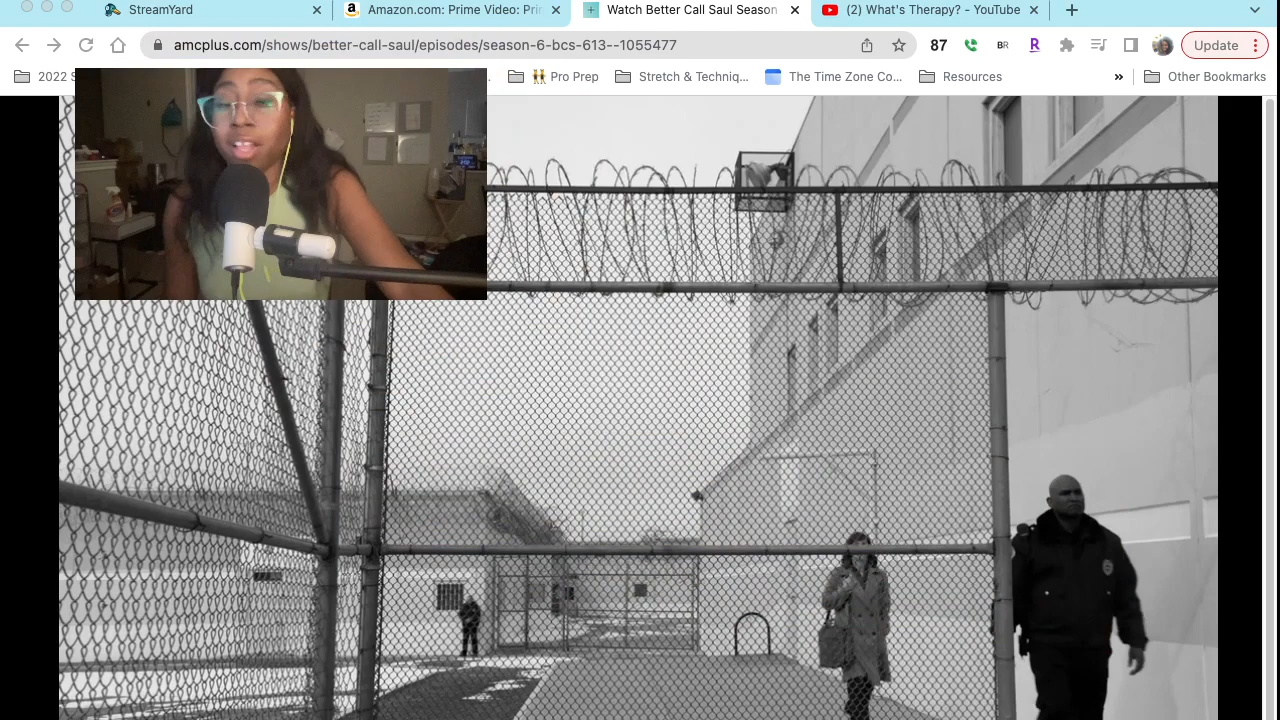 StreamYard
Amazon.com: Prime Video: Prin
Watch Better Call Saul Season
(2) What's Therapy? - YouTube
amcplus.com/shows/better-call-saul/episodes/season-6-bcs-613--1055477
87
BR
R
Update
2022 S
Pro Prep
Stretch & Techniq...
The Time Zone Co...
Resources
»
Other Bookmarks